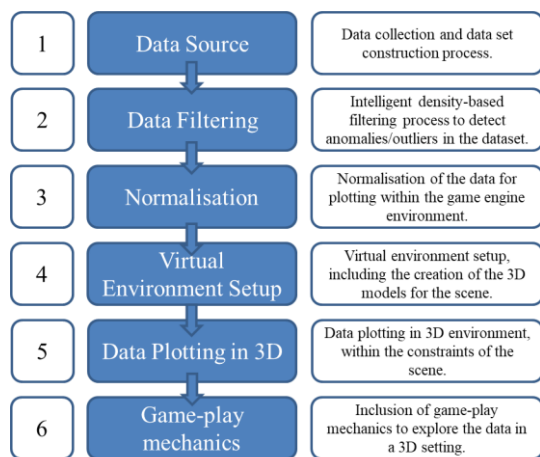 1
Data Source
Data collection and data set
construction process.
2
Data Filtering
Intelligent density-based
filtering process to detect
anomalies/outliers in the dataset.
3
Normalisation
Normalisation of the data for
plotting within the game engine
environment.
4
Virtual
Environment Setup
Virtual environment setup,
including the creation of the 3D
models for the scene.
5
Data Plotting in 3D
Data plotting in 3D environment,
within the constraints of the
scene.
6
Game-play
mechanics
Inclusion of game-play
mechanics to explore the data in
a 3D setting.